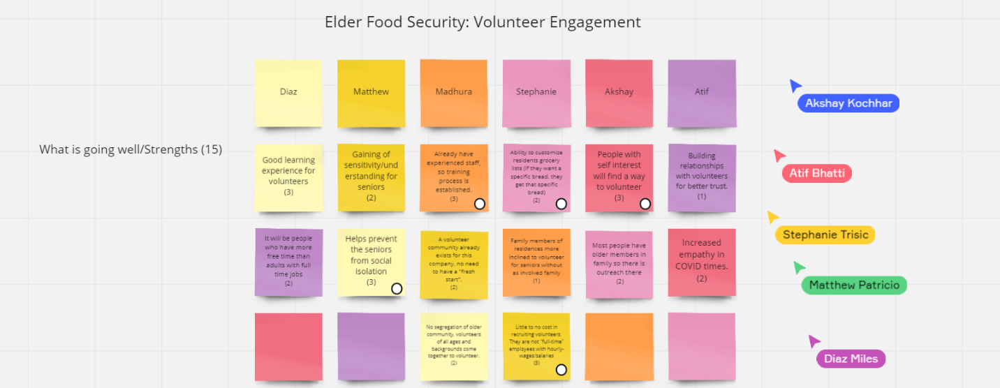 Elder Food Security: Volunteer Engagement
Diaz
Matthew
Madhura
Stephanie
Akshay
Atif
Akshay Kochhar
What is going well/Strengths (15)
Good learning
experience for
volunteers
(3)
Gaining of
sensitivity/und
erstanding for
seniors
(2)
Already have
experienced staff,
so training
process is
established.
(3)
Ability to customize
residents grocery
lists (if they want a
specific bread, they
get that specific
bread)
(2)
People with
self interest
will find a way
to volunteer
(3)
Building
relationships
with volunteers
for better trust.
(1)
Atif Bhatti
Stephanie Trisic
It will be people
who have more
free time than
adults with full
time jobs
(2)
Helps prevent
the seniors
from social
isolation
(3)
A volunteer
community already
exists for this
company, no need
to have a "fresh
start".
(2)
Family members of
residences more
inclined to volunteer
for seniors without
as involved family
(1)
Most people have
older members in
family so there is
outreach there
(2)
Increased
empathy in
COVID times.
(2)
Matthew Patricio
No segregation of older
community, volunteers
of all ages and
backgrounds come
together to volunteer.
(2)
Little to no cost in
recruiting volunteers.
They are not "full-time"
employees with hourly-
wages/salaries
(3)
Diaz Miles